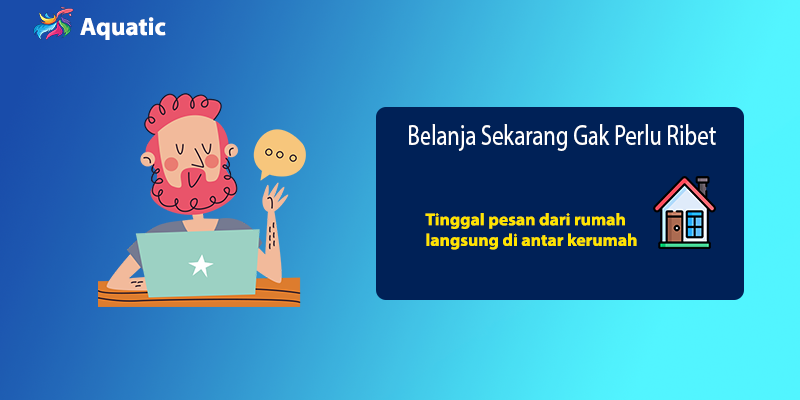 Aquatic
Belanja Sekarang Gak Perlu Ribet
Tinggal pesan dari rumah
langsung di antar kerumah